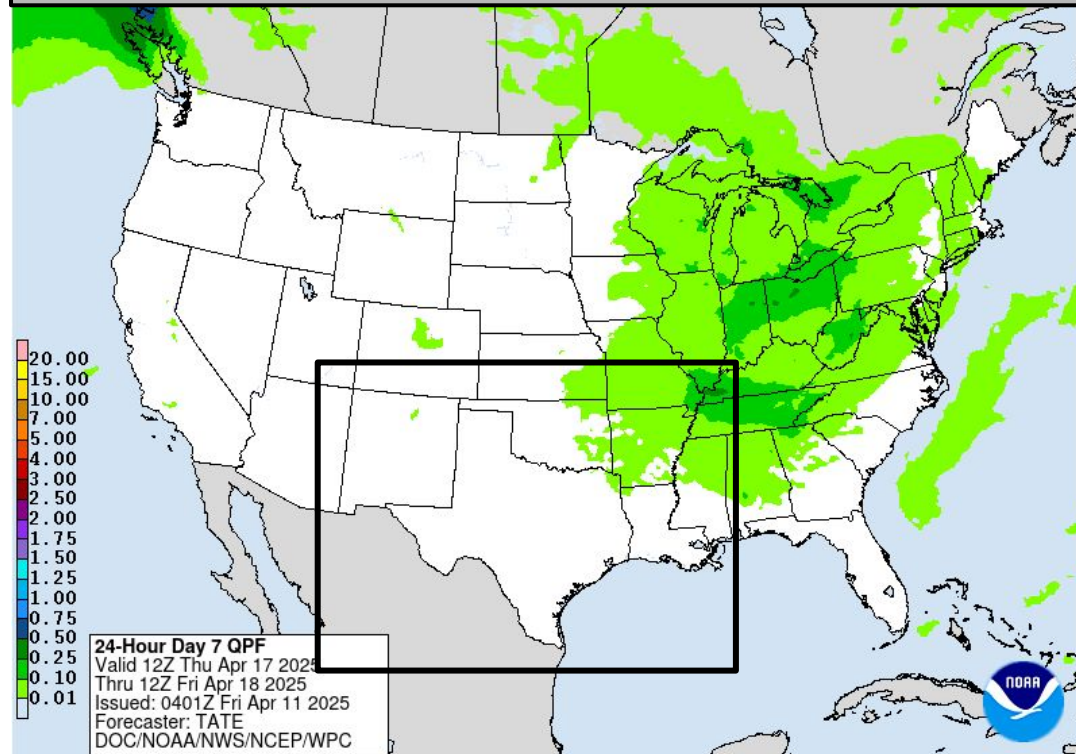 20.00
15.00
10.00
7.00
5.00
4.00
3.00
2.50
2.00
1.75
1.50
1.25
1.00
0.75
0.50
0.25
0.10
0.01
24-Hour Day 7 QPF
Valid 12Z Thu Apr 17 2025
Thru 12Z Fri Apr 18 2025
Issued: 0401Z Fri Apr 11 2025
Forecaster: TATE
DOC/NOAA/NWS/NCEP/WPC
NOAA